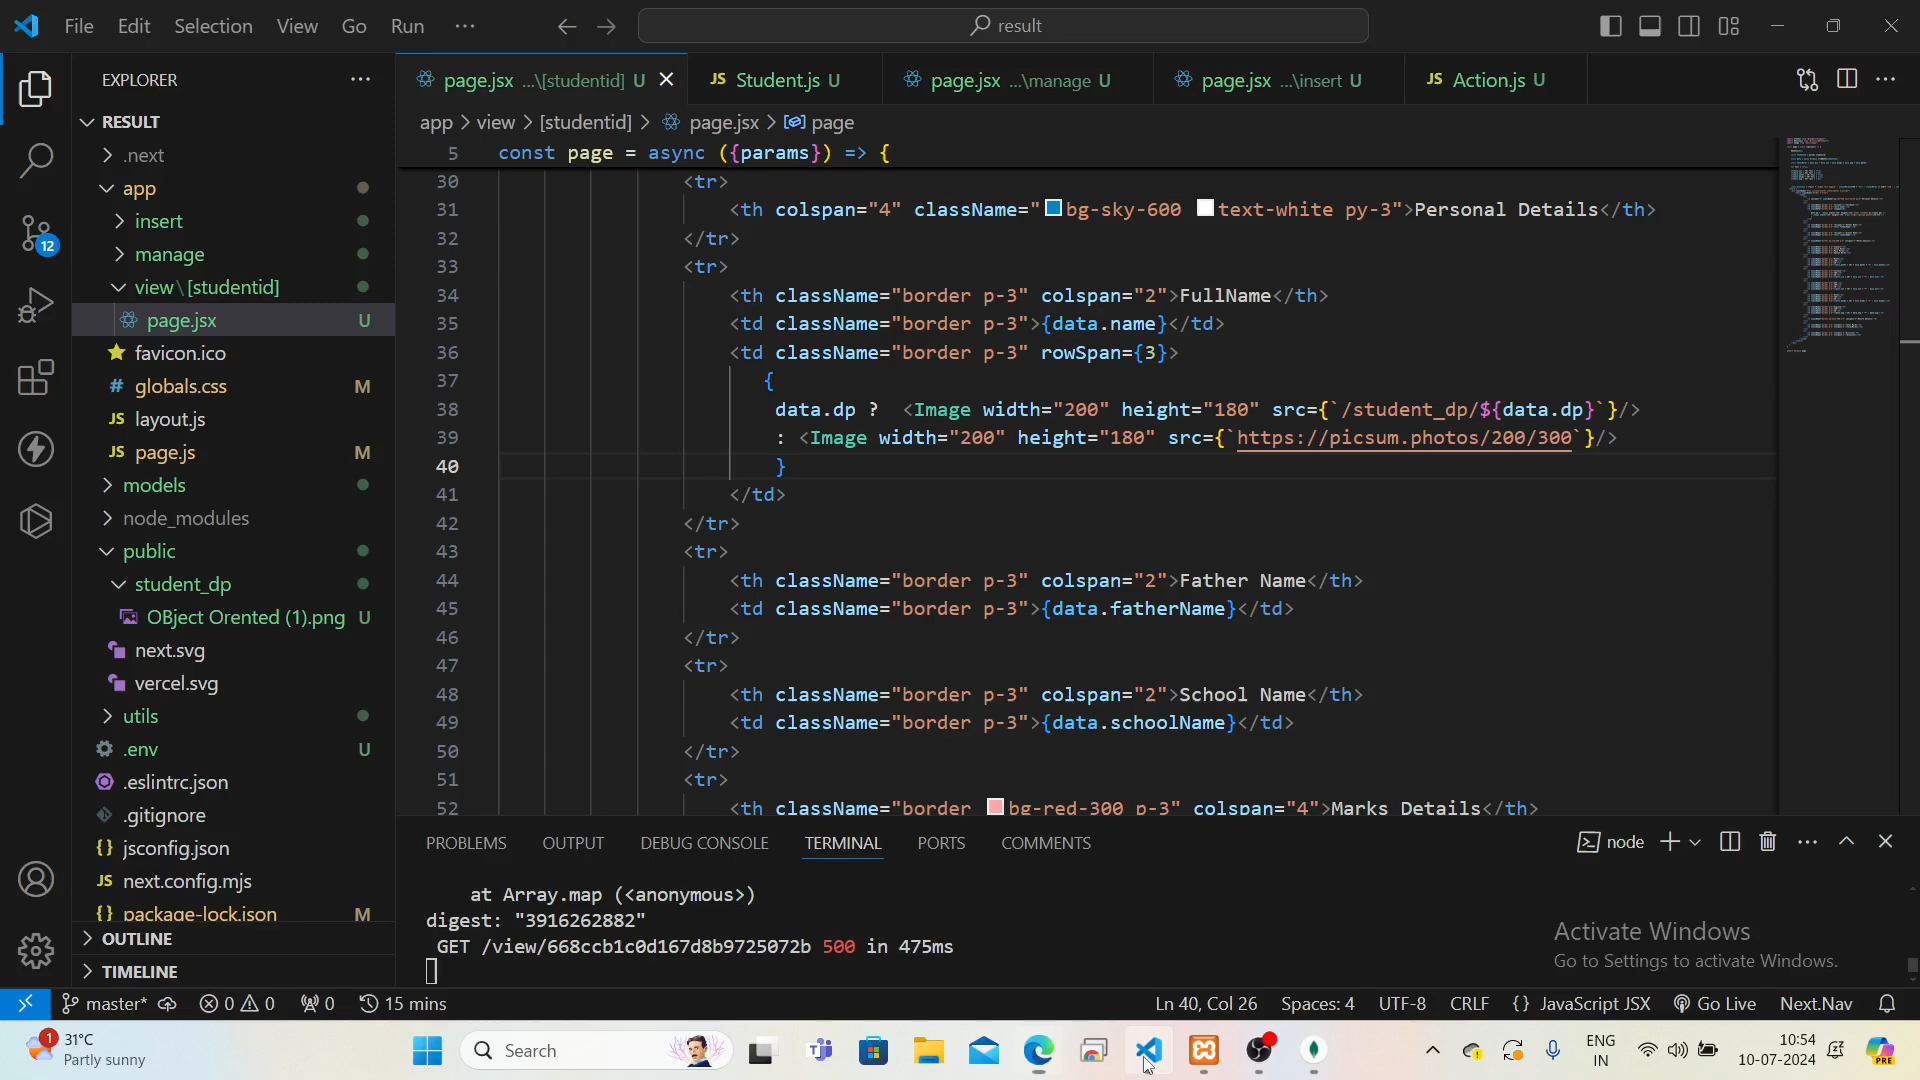 File Edit Selection View Go Run ··· result
EXPLORER
RESULT
.next
app
insert
manage
view\[studentid]
page.jsx U
favicon.ico
# globals.css M
JS layout.js
JS page.js M
models
node_modules
public
student_dp
OBject Orented (1).png U
next.svg
vercel.svg
utils
.env U
.eslintrc.json
.gitignore
{} jsconfig.json
JS next.config.mjs
{} package-lock.json M
OUTLINE
TIMELINE
12
page.jsx ...\[studentid] U JS Student.js U page.jsx ...\manage U page.jsx ...\insert U JS Action.js U
app > view > [studentid] > page.jsx > page
5 const page = async ({params}) => {
30 <tr>
31 <th colspan="4" className="bg-sky-600 text-white py-3">Personal Details</th>
32 </tr>
33 <tr>
34 <th className="border p-3" colspan="2">FullName</th>
35 <td className="border p-3">{data.name}</td>
36 <td className="border p-3" rowSpan={3}>
37 {
38 data.dp ?  <Image width="200" height="180" src={`/student_dp/${data.dp}`}/>
39 : <Image width="200" height="180" src={`https://picsum.photos/200/300`}/>
40 }
41 </td>
42 </tr>
43 <tr>
44 <th className="border p-3" colspan="2">Father Name</th>
45 <td className="border p-3">{data.fatherName}</td>
46 </tr>
47 <tr>
48 <th className="border p-3" colspan="2">School Name</th>
49 <td className="border p-3">{data.schoolName}</td>
50 </tr>
51 <tr>
52 <th className="border bg-red-300 p-3" colspan="4">Marks Details</th>
PROBLEMS OUTPUT DEBUG CONSOLE TERMINAL PORTS COMMENTS node
at Array.map (<anonymous>)
digest: "3916262882"
GET /view/668ccb1c0d167d8b9725072b 500 in 475ms
Activate Windows
Go to Settings to activate Windows.
master* 0 0 0 15 mins Ln 40, Col 26 Spaces: 4 UTF-8 CRLF {} JavaScript JSX Go Live Next.Nav
1 31°C
Partly sunny
Search
ENG
IN
10:54
10-07-2024
PRE